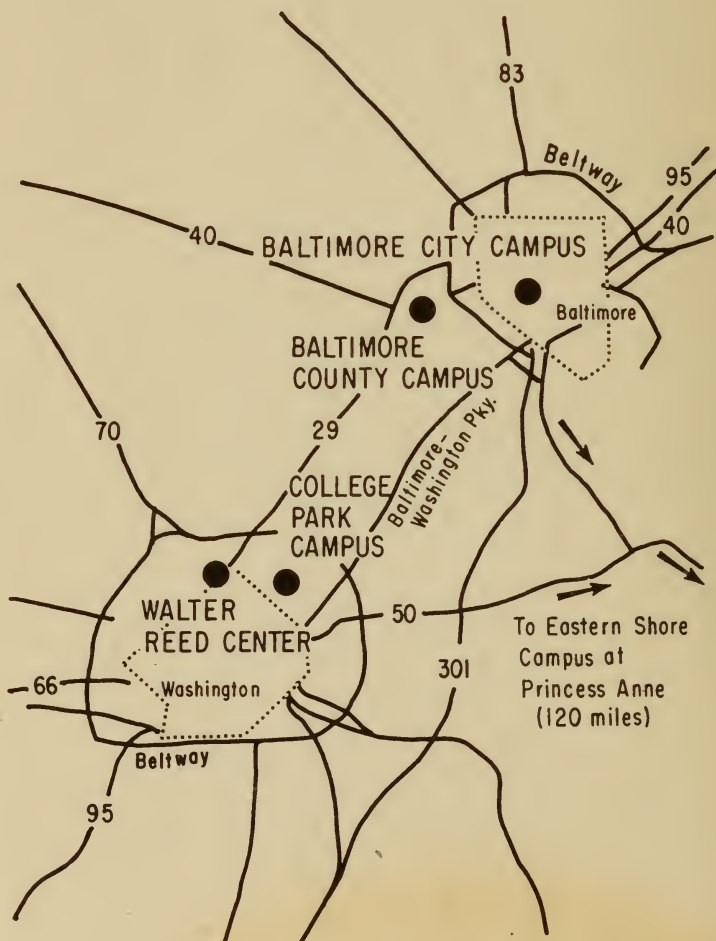 83
Beltway
95
40
40
BALTIMORE CITY CAMPUS
Baltimore
BALTIMORE
COUNTY CAMPUS
70
29
Baltimore-
Washington Pky.
COLLEGE
PARK
CAMPUS
WALTER
REED CENTER
50
To Eastern Shore
Campus at
Princess Anne
(120 miles)
301
66
Washington
Beltway
95